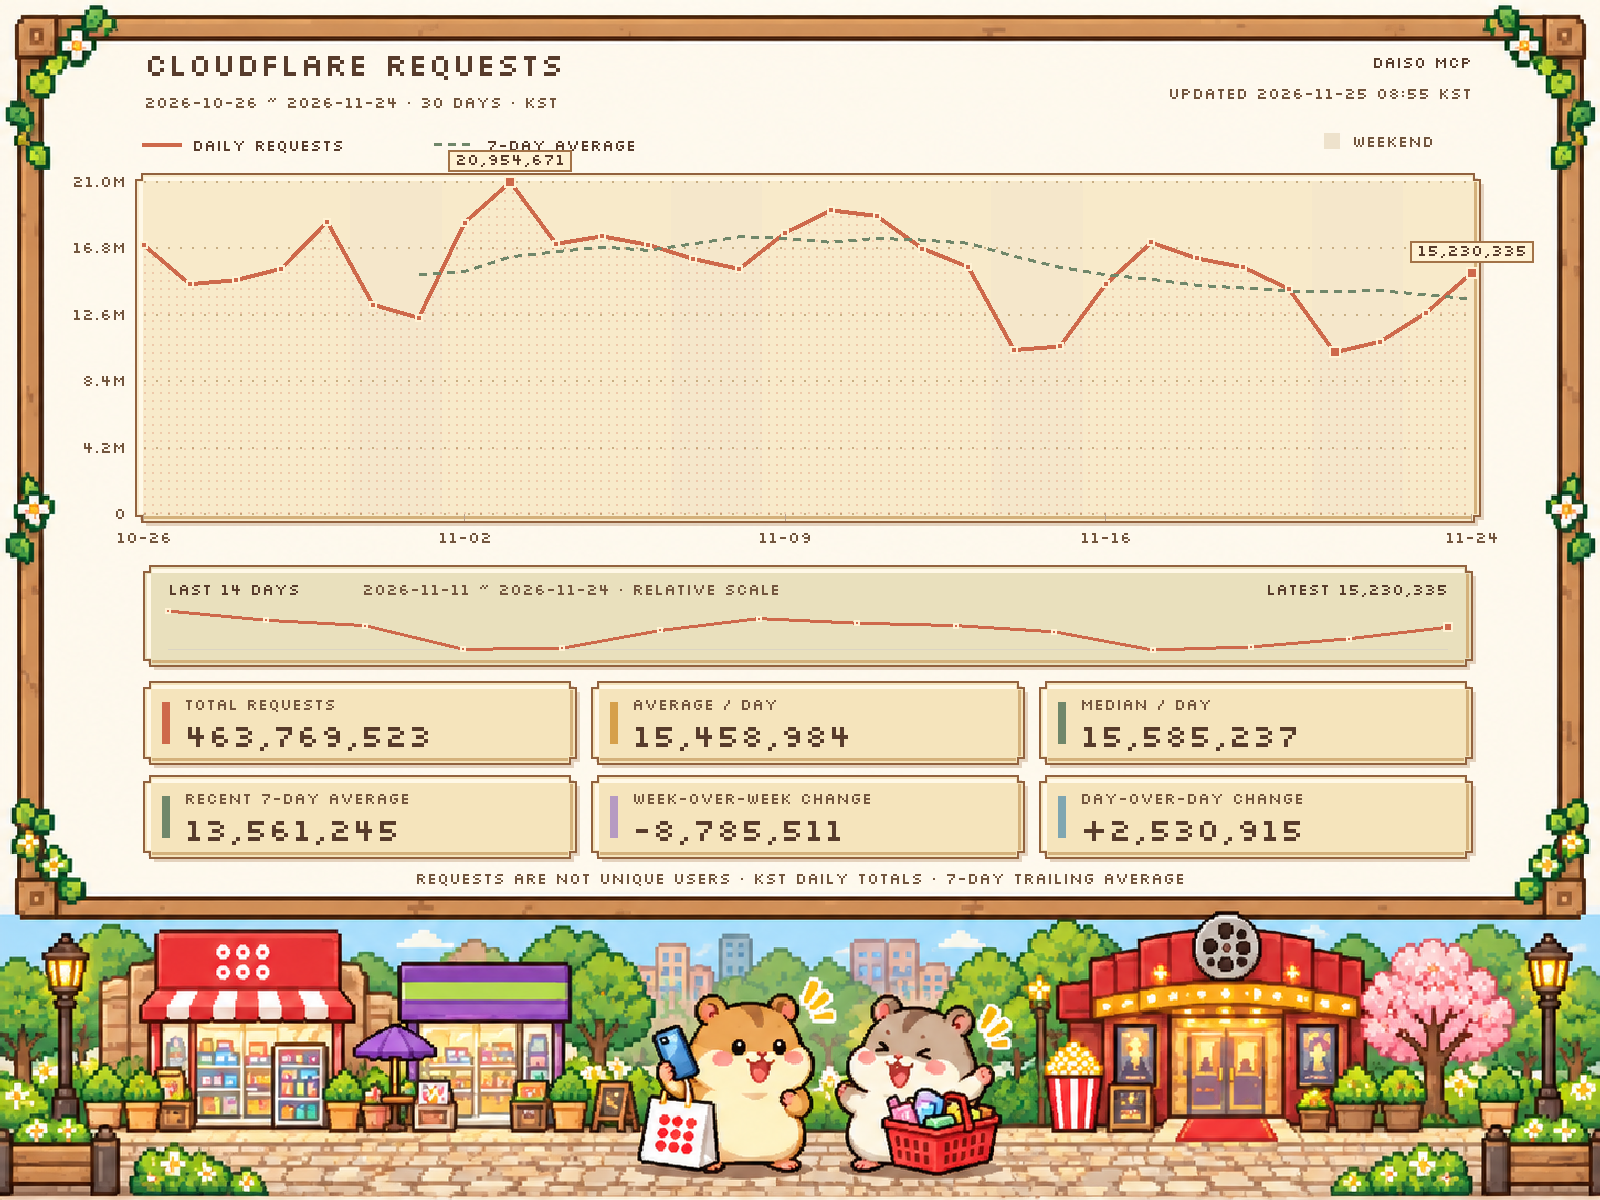 CLOUDFLARE REQUESTS
DAISO MCP
2026-10-26 ~ 2026-11-24 · 30 DAYS · KST
UPDATED 2026-11-25 08:55 KST
DAILY REQUESTS
7-DAY AVERAGE
WEEKEND
20,954,671
21.0M
16.8M
15,230,335
12.6M
8.4M
4.2M
0
10-26
11-02
11-09
11-16
11-24
LAST 14 DAYS
2026-11-11 ~ 2026-11-24 · RELATIVE SCALE
LATEST 15,230,335
TOTAL REQUESTS
463,769,523
AVERAGE / DAY
15,458,984
MEDIAN / DAY
15,585,237
RECENT 7-DAY AVERAGE
13,561,245
WEEK-OVER-WEEK CHANGE
-8,785,511
DAY-OVER-DAY CHANGE
+2,530,915
REQUESTS ARE NOT UNIQUE USERS · KST DAILY TOTALS · 7-DAY TRAILING AVERAGE